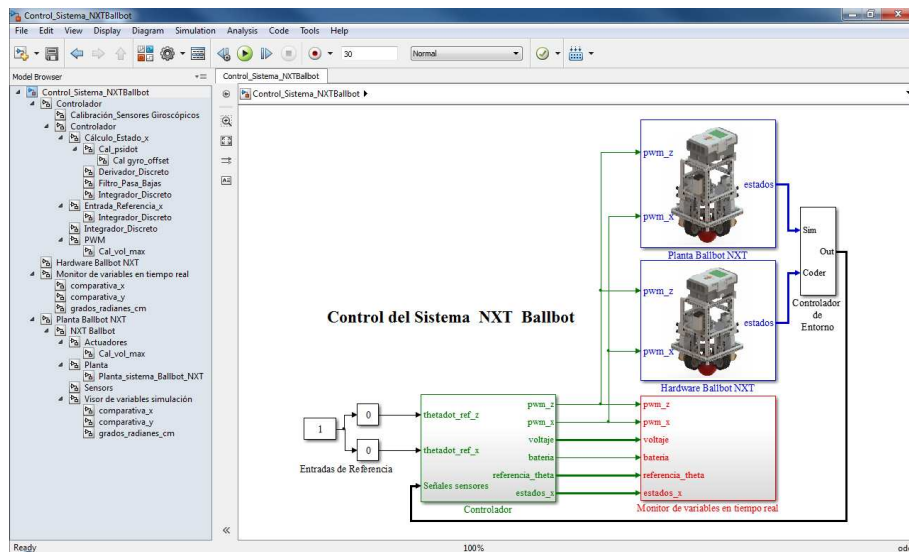 Control_Sistema_NXTBallbot
File Edit View Display Diagram Simulation Analysis Code Tools Help
30
Normal
Model Browser
Control_Sistema_NXTBallbot
Control_Sistema_NXTBallbot
Controlador
Calibración_Sensores Giroscópicos
Controlador
Cálculo_Estado_x
Cal_psidot
Cal gyro_offset
Derivador_Discreto
Filtro_Pasa_Bajas
Integrador_Discreto
Entrada_Referencia_x
Integrador_Discreto
Integrador_Discreto
PWM
Cal_vol_max
Hardware Ballbot NXT
Monitor de variables en tiempo real
comparativa_x
comparativa_y
grados_radianes_cm
Planta Ballbot NXT
NXT Ballbot
Actuadores
Cal_vol_max
Planta
Planta_sistema_Ballbot_NXT
Sensors
Visor de variables simulación
comparativa_x
comparativa_y
grados_radianes_cm
Control_Sistema_NXTBallbot
pwm_z
estados
pwm_x
Planta Ballbot NXT
Sim
Out
Coder
Controlador
de
Entorno
pwm_z
estados
pwm_x
Hardware Ballbot NXT
Control del Sistema NXT Ballbot
1
0
0
Entradas de Referencia
thetadot_ref_z
thetadot_ref_x
Señales sensores
pwm_z
pwm_x
voltaje
bateria
referencia_theta
estados_x
Controlador
pwm_z
pwm_x
voltaje
bateria
referencia_theta
estados_x
Monitor de variables en tiempo real
Ready
100%